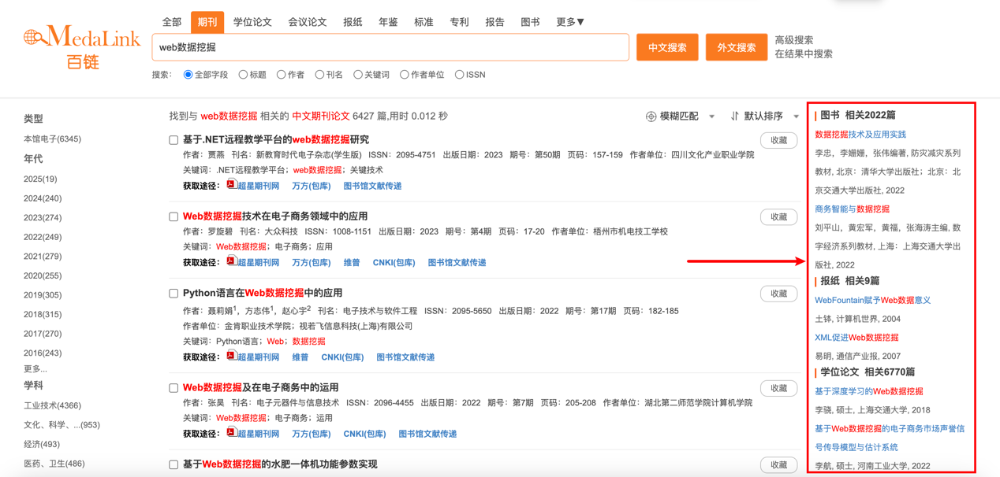 全部 期刊 学位论文 会议论文 报纸 年鉴 标准 专利 报告 图书 更多▼
MedaLink
百链
web数据挖掘
中文搜索 外文搜索
高级搜索
在结果中搜索
搜索： 全部字段 标题 作者 刊名 关键词 作者单位 ISSN
类型
本馆电子(6345)
年代
2025(19)
2024(240)
2023(274)
2022(249)
2021(279)
2020(255)
2019(305)
2018(315)
2017(270)
2016(243)
更多...
学科
工业技术(4366)
文化、科学、...(953)
经济(493)
医药、卫生(486)
找到与 web数据挖掘 相关的 中文期刊论文 6427 篇,用时 0.012 秒
模糊匹配 默认排序
基于.NET远程教学平台的web数据挖掘研究
收藏
作者：贾燕 刊名：新教育时代电子杂志(学生版) ISSN：2095-4751 出版日期：2023 期号：第50期 页码：157-159 作者单位：四川文化产业职业学院
关键词：.NET远程教学平台；web数据挖掘；关键技术
获取途径： 超星期刊网 万方(包库) 图书馆文献传递
Web数据挖掘技术在电子商务领域中的应用
收藏
作者：罗旋碧 刊名：大众科技 ISSN：1008-1151 出版日期：2023 期号：第4期 页码：17-20 作者单位：梧州市机电技工学校
关键词：Web数据挖掘；电子商务；应用
获取途径： 超星期刊网 万方(包库) 维普 CNKI(包库) 图书馆文献传递
Python语言在Web数据挖掘中的应用
收藏
作者：聂莉娟1，方志伟1，赵心宇2 刊名：电子技术与软件工程 ISSN：2095-5650 出版日期：2022 期号：第17期 页码：182-185
作者单位：金肯职业技术学院；视若飞信息科技(上海)有限公司
关键词：Python语言；Web；数据挖掘
获取途径： 超星期刊网 维普 CNKI(包库) 图书馆文献传递
Web数据挖掘及在电子商务中的运用
收藏
作者：张昊 刊名：电子元器件与信息技术 ISSN：2096-4455 出版日期：2022 期号：第7期 页码：205-208 作者单位：湖北第二师范学院计算机学院
关键词：Web数据挖掘；电子商务；运用
获取途径： 超星期刊网 万方(包库) CNKI(包库) 图书馆文献传递
基于Web数据挖掘的水肥一体机功能参数实现
收藏
图书 相关2022篇
数据挖掘技术及应用实践
李忠，李姗姗，张伟编著, 防灾减灾系列
教材, 北京：清华大学出版社；北京：北
京交通大学出版社, 2022
商务智能与数据挖掘
刘平山，黄宏军，黄福，张海涛主编, 数
字经济系列教材, 上海：上海交通大学出
版社, 2022
报纸 相关9篇
WebFountain赋予Web数据意义
土钵, 计算机世界, 2004
XML促进Web数据挖掘
易明, 通信产业报, 2007
学位论文 相关6770篇
基于深度学习的Web数据挖掘
李骁, 硕士, 上海交通大学, 2018
基于Web数据挖掘的电子商务市场声誉信
号传导模型与估计系统
李航, 硕士, 河南工业大学, 2022